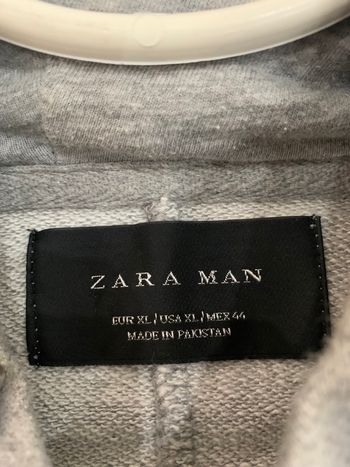 ZARA MAN
EUR XL / USA XL / MEX 44
MADE IN PAKISTAN